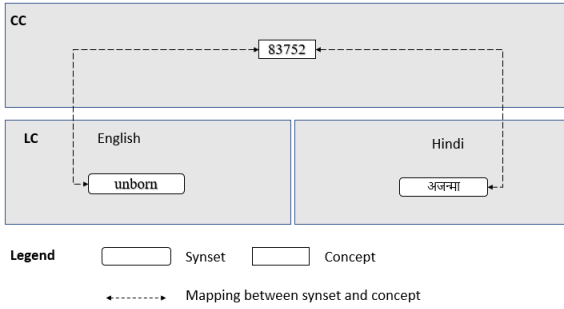 CC
83752
LC
English
Hindi
unborn
अजन्मा
Legend
Synset
Concept
Mapping between synset and concept